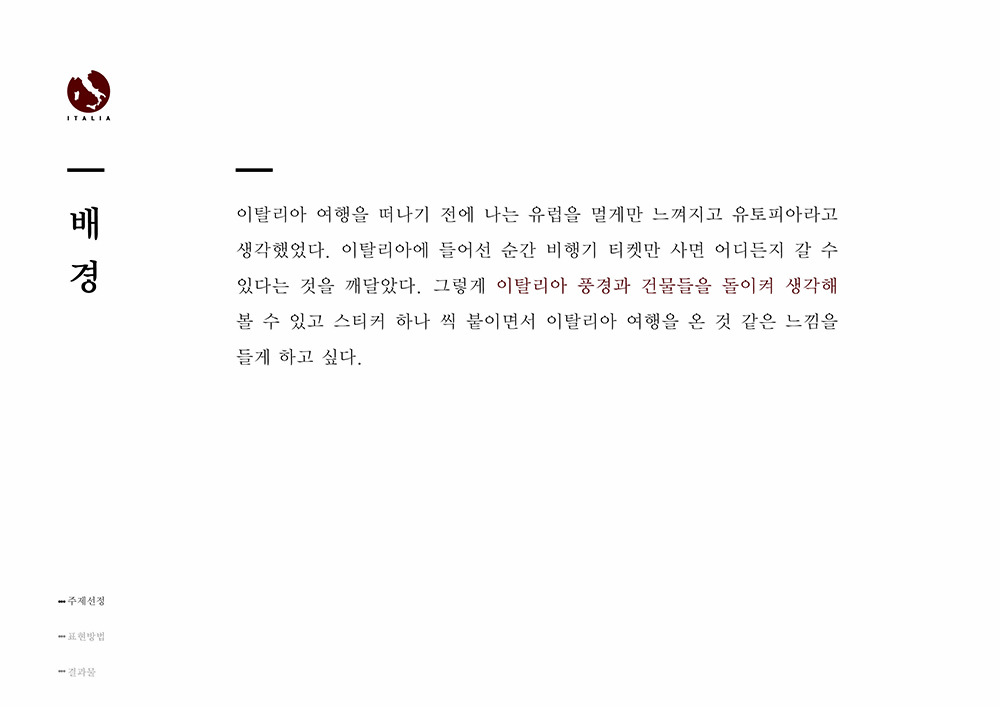 ITALIA
배
경
이탈리아 여행을 떠나기 전에 나는 유럽을 멀게만 느껴지고 유토피아라고
생각했었다. 이탈리아에 들어선 순간 비행기 티켓만 사면 어디든지 갈 수
있다는 것을 깨달았다. 그렇게 이탈리아 풍경과 건물들을 돌이켜 생각해
볼 수 있고 스티커 하나 씩 붙이면서 이탈리아 여행을 온 것 같은 느낌을
들게 하고 싶다.
주제선정
표현방법
결과물